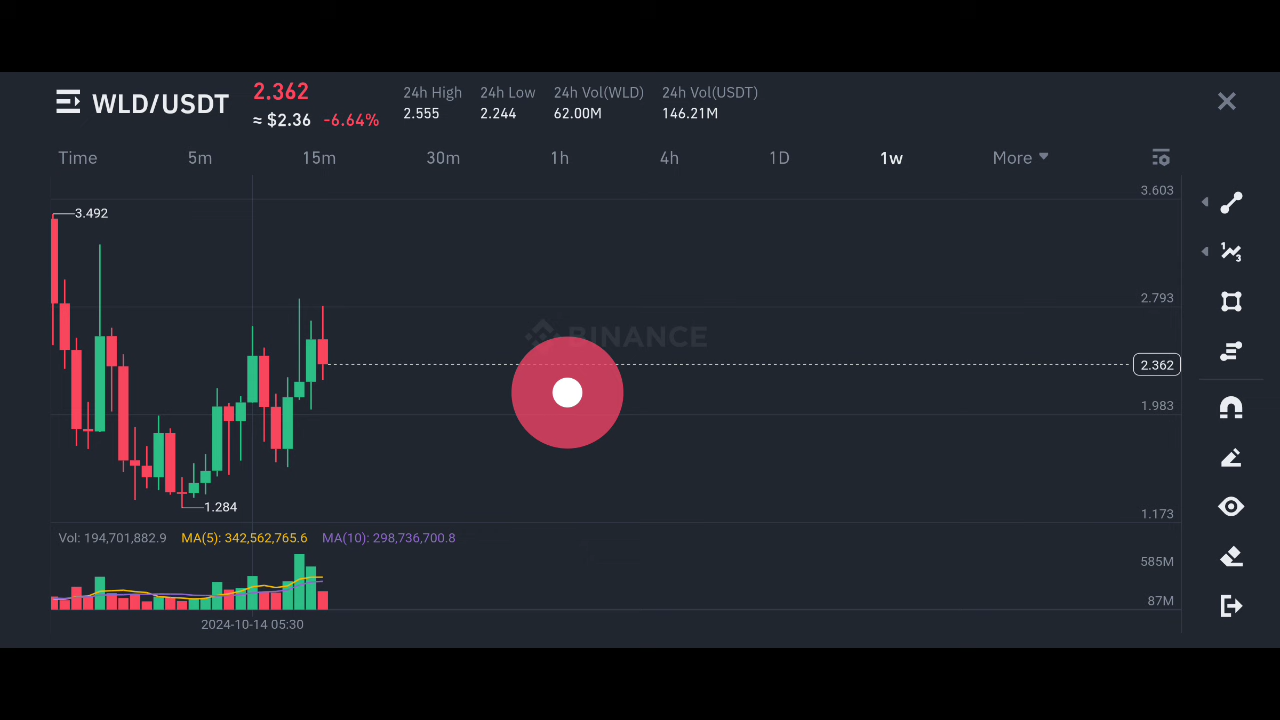 WLD/USDT
2.362
≈ $2.36 -6.64%
24h High 24h Low 24h Vol(WLD) 24h Vol(USDT)
2.555 2.244 62.00M 146.21M
Time 5m 15m 30m 1h 4h 1D 1w More
3.603
3.492
2.793
BINANCE
2.362
1.983
1.284
1.173
Vol: 194,701,882.9 MA(5): 342,562,765.6 MA(10): 298,736,700.8
585M
87M
2024-10-14 05:30